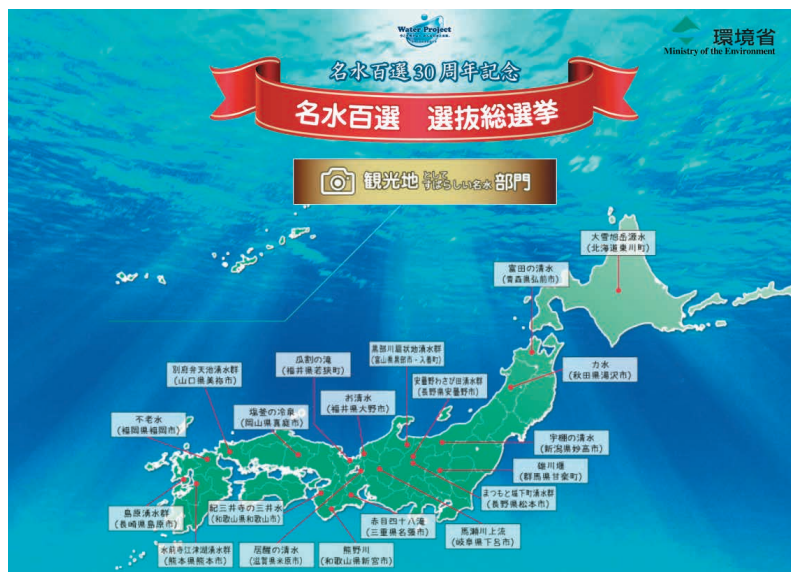 Water Project
環境省
Ministry of the Environment
名水百選30周年記念
名水百選 選抜総選挙
観光地としてすばらしい名水部門
大雪旭岳源水
(北海道東川町)
富田の清水
(青森県弘前市)
力水
(秋田県湯沢市)
黒部川扇状地湧水群
(富山県黒部市・入善町)
瓜割の滝
(福井県若狭町)
安曇野わさび田湧水群
(長野県安曇野市)
別府弁天池湧水群
(山口県美祢市)
お清水
(福井県大野市)
塩釜の冷泉
(岡山県真庭市)
不老水
(福岡県福岡市)
宇棚の清水
(新潟県妙高市)
雄川堰
(群馬県甘楽町)
まつもと城下町湧水群
(長野県松本市)
島原湧水群
(長崎県島原市)
紀三井寺の三井水
(和歌山県和歌山市)
赤目四十八滝
(三重県名張市)
馬瀬川上流
(岐阜県下呂市)
水前寺江津湖湧水群
(熊本県熊本市)
居醒の清水
(滋賀県米原市)
熊野川
(和歌山県新宮市)